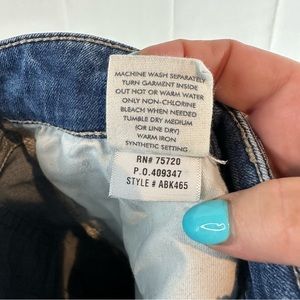 MACHINE WASH SEPARATELY
TURN GARMENT INSIDE
OUT HOT OR WARM WATER
ONLY NON-CHLORINE
BLEACH WHEN NEEDED
TUMBLE DRY MEDIUM
(OR LINE DRY)
WARM IRON
SYNTHETIC SETTING
RN# 75720
P.O.409347
STYLE # ABK465